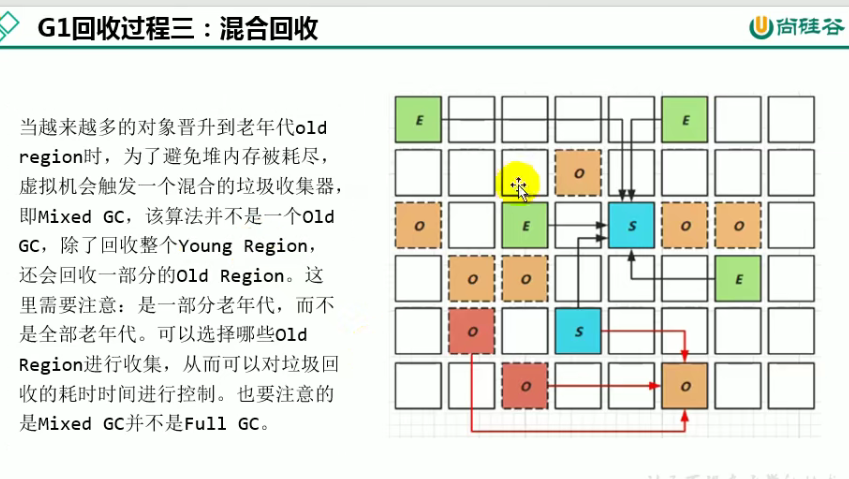 G1回收过程三：混合回收
尚硅谷
当越来越多的对象晋升到老年代old
region时，为了避免堆内存被耗尽，
虚拟机会触发一个混合的垃圾收集器，
即Mixed GC，该算法并不是一个Old
GC，除了回收整个Young Region，
还会回收一部分的Old Region。这
里需要注意：是一部分老年代，而不
是全部老年代。可以选择哪些Old
Region进行收集，从而可以对垃圾回
收的耗时时间进行控制。也要注意的
是Mixed GC并不是Full GC。
E E
O
O E S O O
O O E
O S
O O